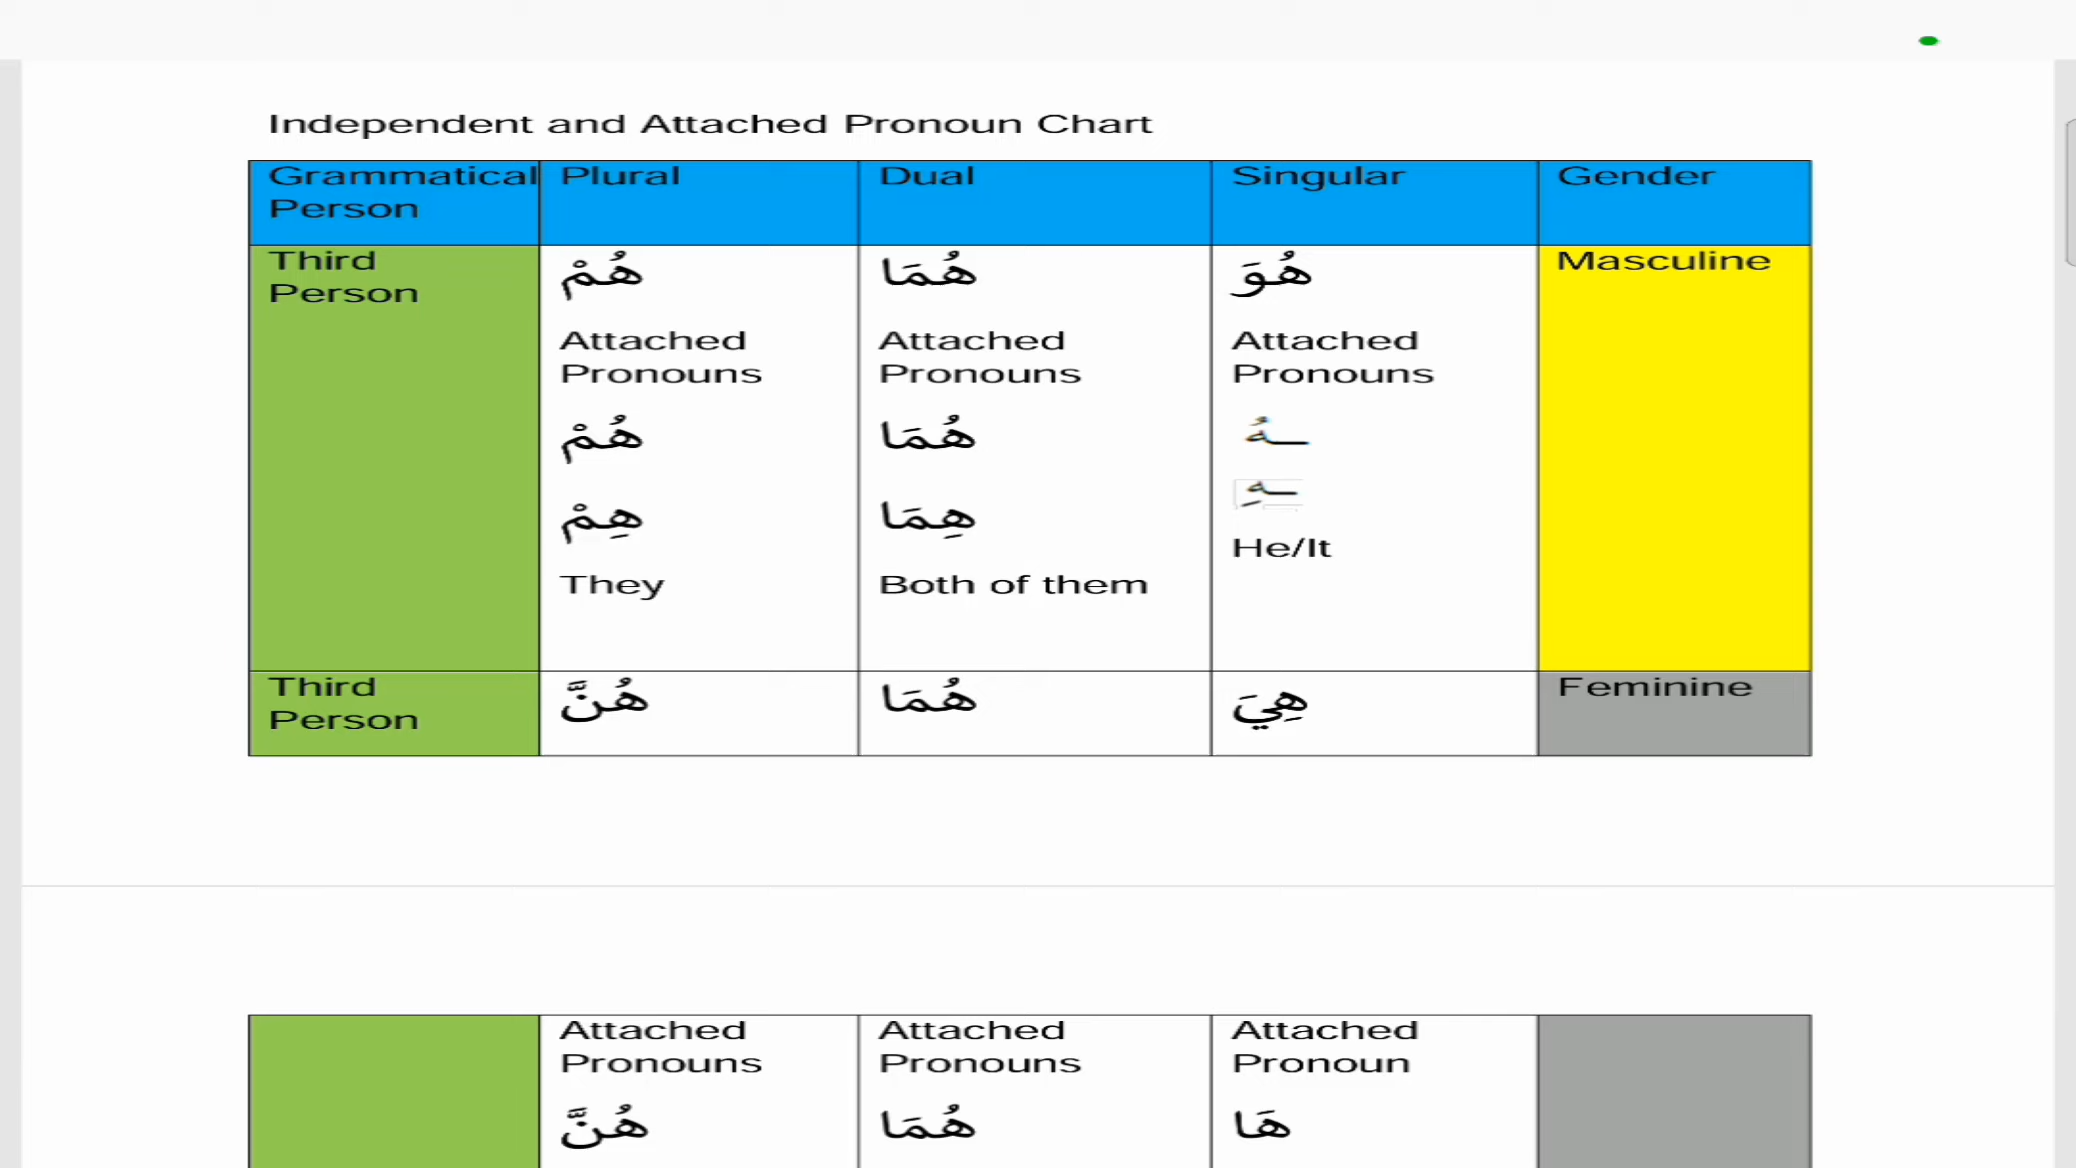 Independent and Attached Pronoun Chart
Grammatical Person
Plural
Dual
Singular
Gender
Third Person
هُمْ
Attached Pronouns
هُمْ
هِمْ
They
هُمَا
Attached Pronouns
هُمَا
هِمَا
Both of them
هُوَ
Attached Pronouns
ـهُ
ـهِ
He/It
Masculine
Third Person
هُنَّ
هُمَا
هِيَ
Feminine
Attached Pronouns
هُنَّ
Attached Pronouns
هُمَا
Attached Pronoun
هَا